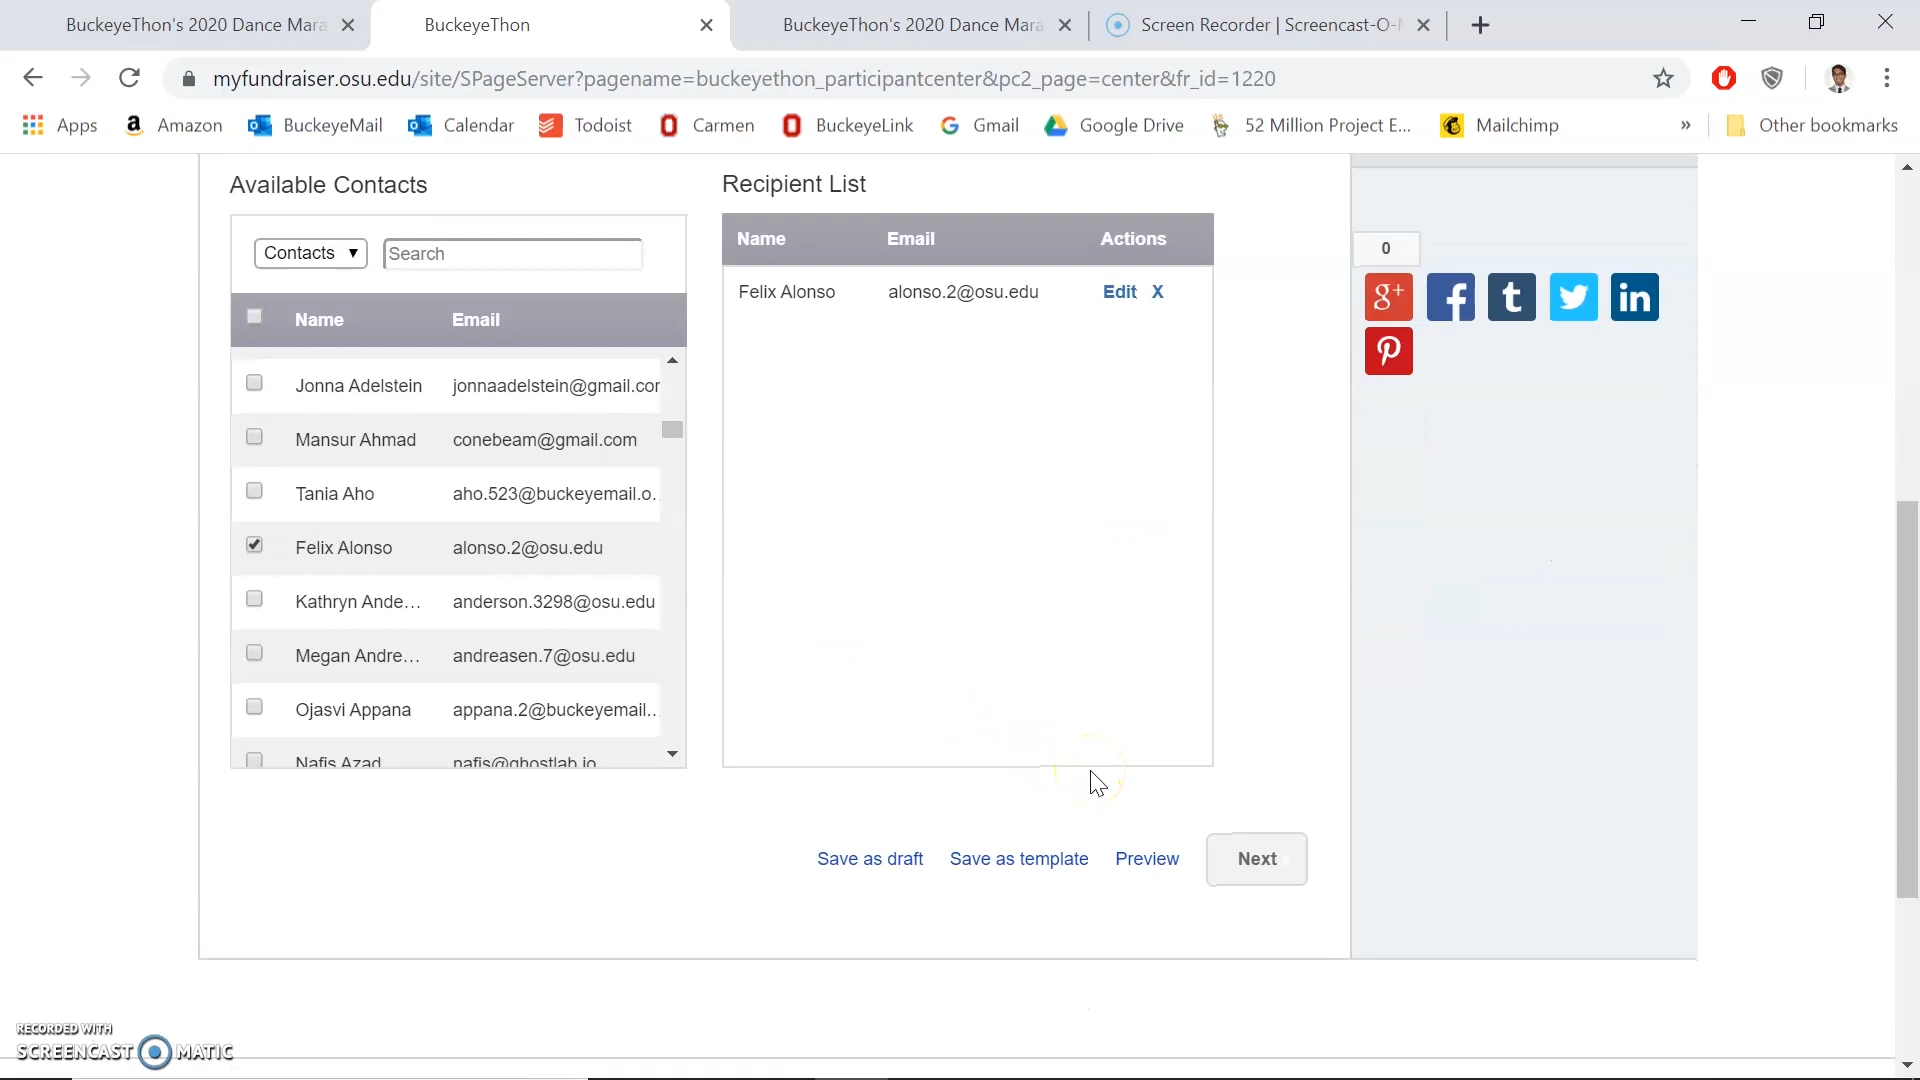 BuckeyeThon's 2020 Dance Mara
BuckeyeThon
BuckeyeThon's 2020 Dance Mara
Screen Recorder | Screencast-O-
myfundraiser.osu.edu/site/SPageServer?pagename=buckeyethon_participantcenter&pc2_page=center&fr_id=1220
Apps
Amazon
BuckeyeMail
Calendar
Todoist
Carmen
BuckeyeLink
Gmail
Google Drive
52 Million Project E...
Mailchimp
»
Other bookmarks
Available Contacts
Contacts
Search
Name Email
Jonna Adelstein jonnaadelstein@gmail.cor
Mansur Ahmad conebeam@gmail.com
Tania Aho aho.523@buckeyemail.o...
Felix Alonso alonso.2@osu.edu
Kathryn Ande... anderson.3298@osu.edu
Megan Andre... andreasen.7@osu.edu
Ojasvi Appana appana.2@buckeyemail...
Nafis Azad nafis@ghostlab.io
Recipient List
Name Email Actions
Felix Alonso alonso.2@osu.edu Edit X
0
g+ f t in
Save as draft Save as template Preview Next
RECORDED WITH
SCREENCAST MATIC